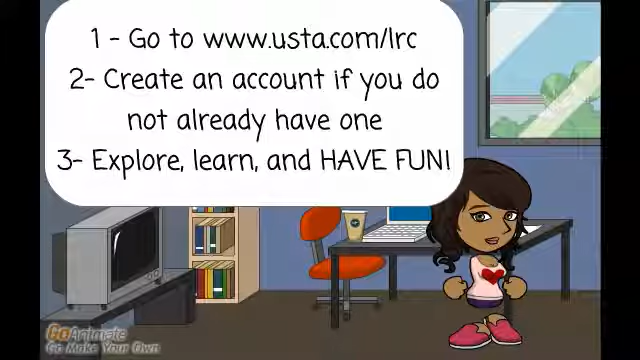 1 - Go to www.usta.com/lrc
2- Create an account if you do
not already have one
3- Explore, learn, and HAVE FUN!
GoAnimate
Go Make Your Own